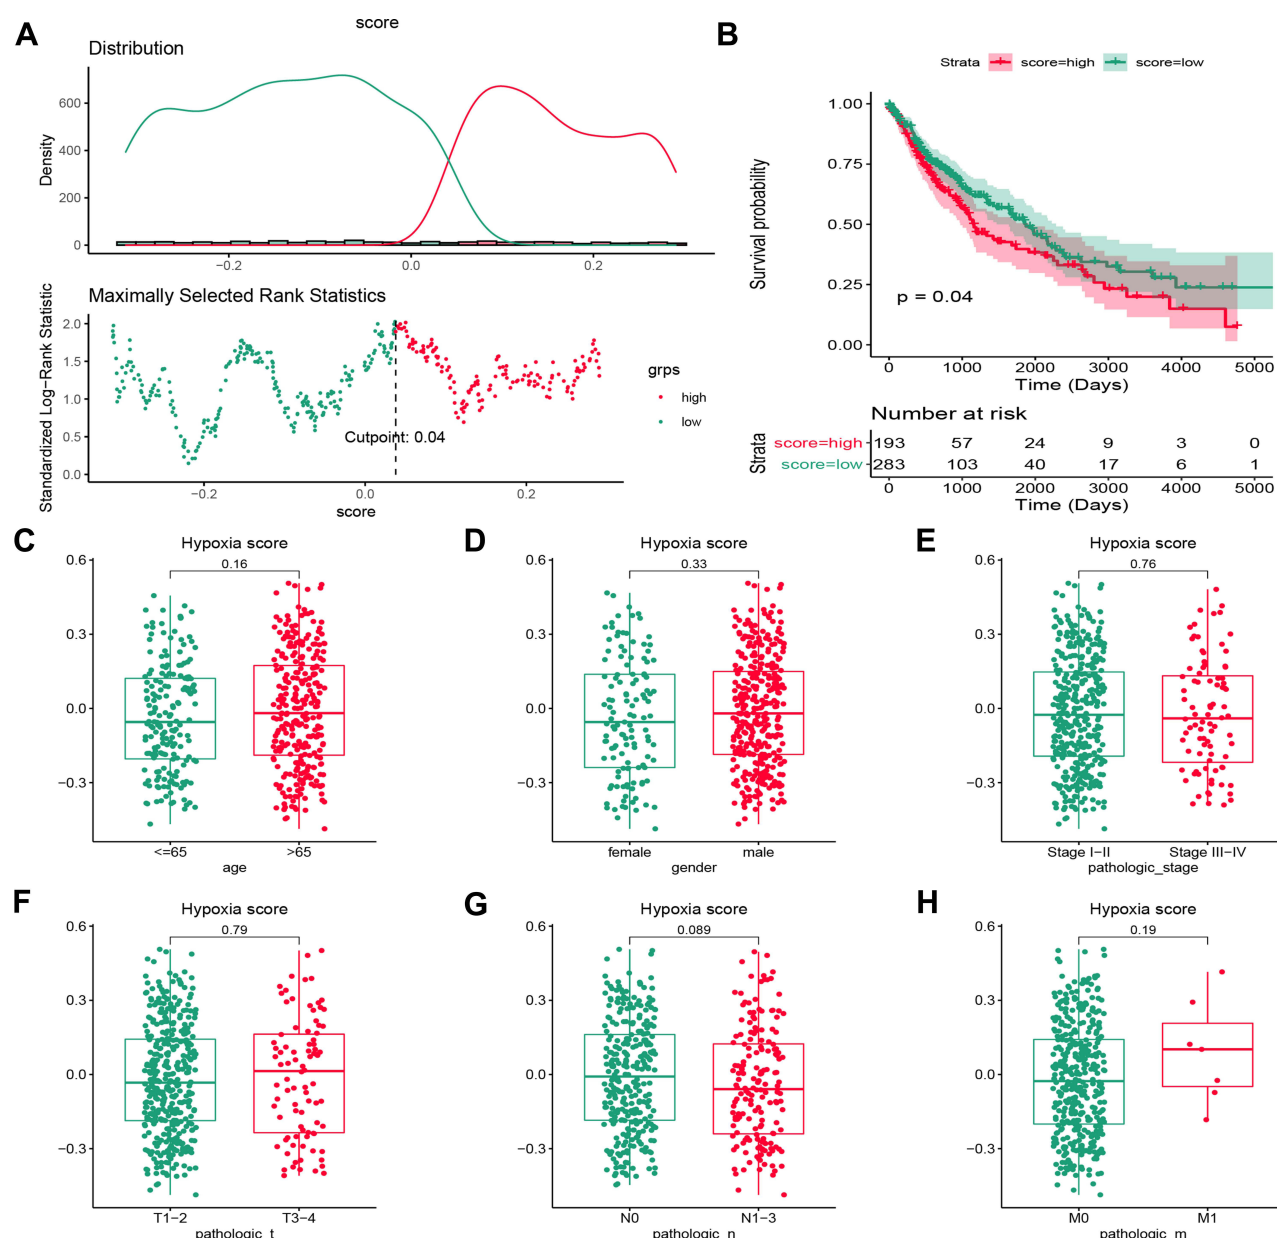 A
score
Distribution
Density
600
400
200
0
−0.2
0.0
0.2
Maximally Selected Rank Statistics
Standardized Log−Rank Statistic
2.0
1.5
1.0
0.5
0.0
Cutpoint: 0.04
−0.2
0.0
0.2
score
grps
high
low
B
Strata
score=high
score=low
Survival probability
1.00
0.75
0.50
0.25
0.00
p = 0.04
0
1000
2000
3000
4000
5000
Time (Days)
Number at risk
Strata
score=high
193
57
24
9
3
0
score=low
283
103
40
17
6
1
0
1000
2000
3000
4000
5000
Time (Days)
C
Hypoxia score
0.16
0.6
0.3
0.0
−0.3
<=65
>65
age
D
Hypoxia score
0.33
0.6
0.3
0.0
−0.3
female
male
gender
E
Hypoxia score
0.76
0.6
0.3
0.0
−0.3
Stage I−II
Stage III−IV
pathologic_stage
F
Hypoxia score
0.79
0.6
0.3
0.0
−0.3
T1−2
T3−4
pathologic_t
G
Hypoxia score
0.089
0.6
0.3
0.0
−0.3
N0
N1−3
pathologic_n
H
Hypoxia score
0.19
0.6
0.3
0.0
−0.3
M0
M1
pathologic_m